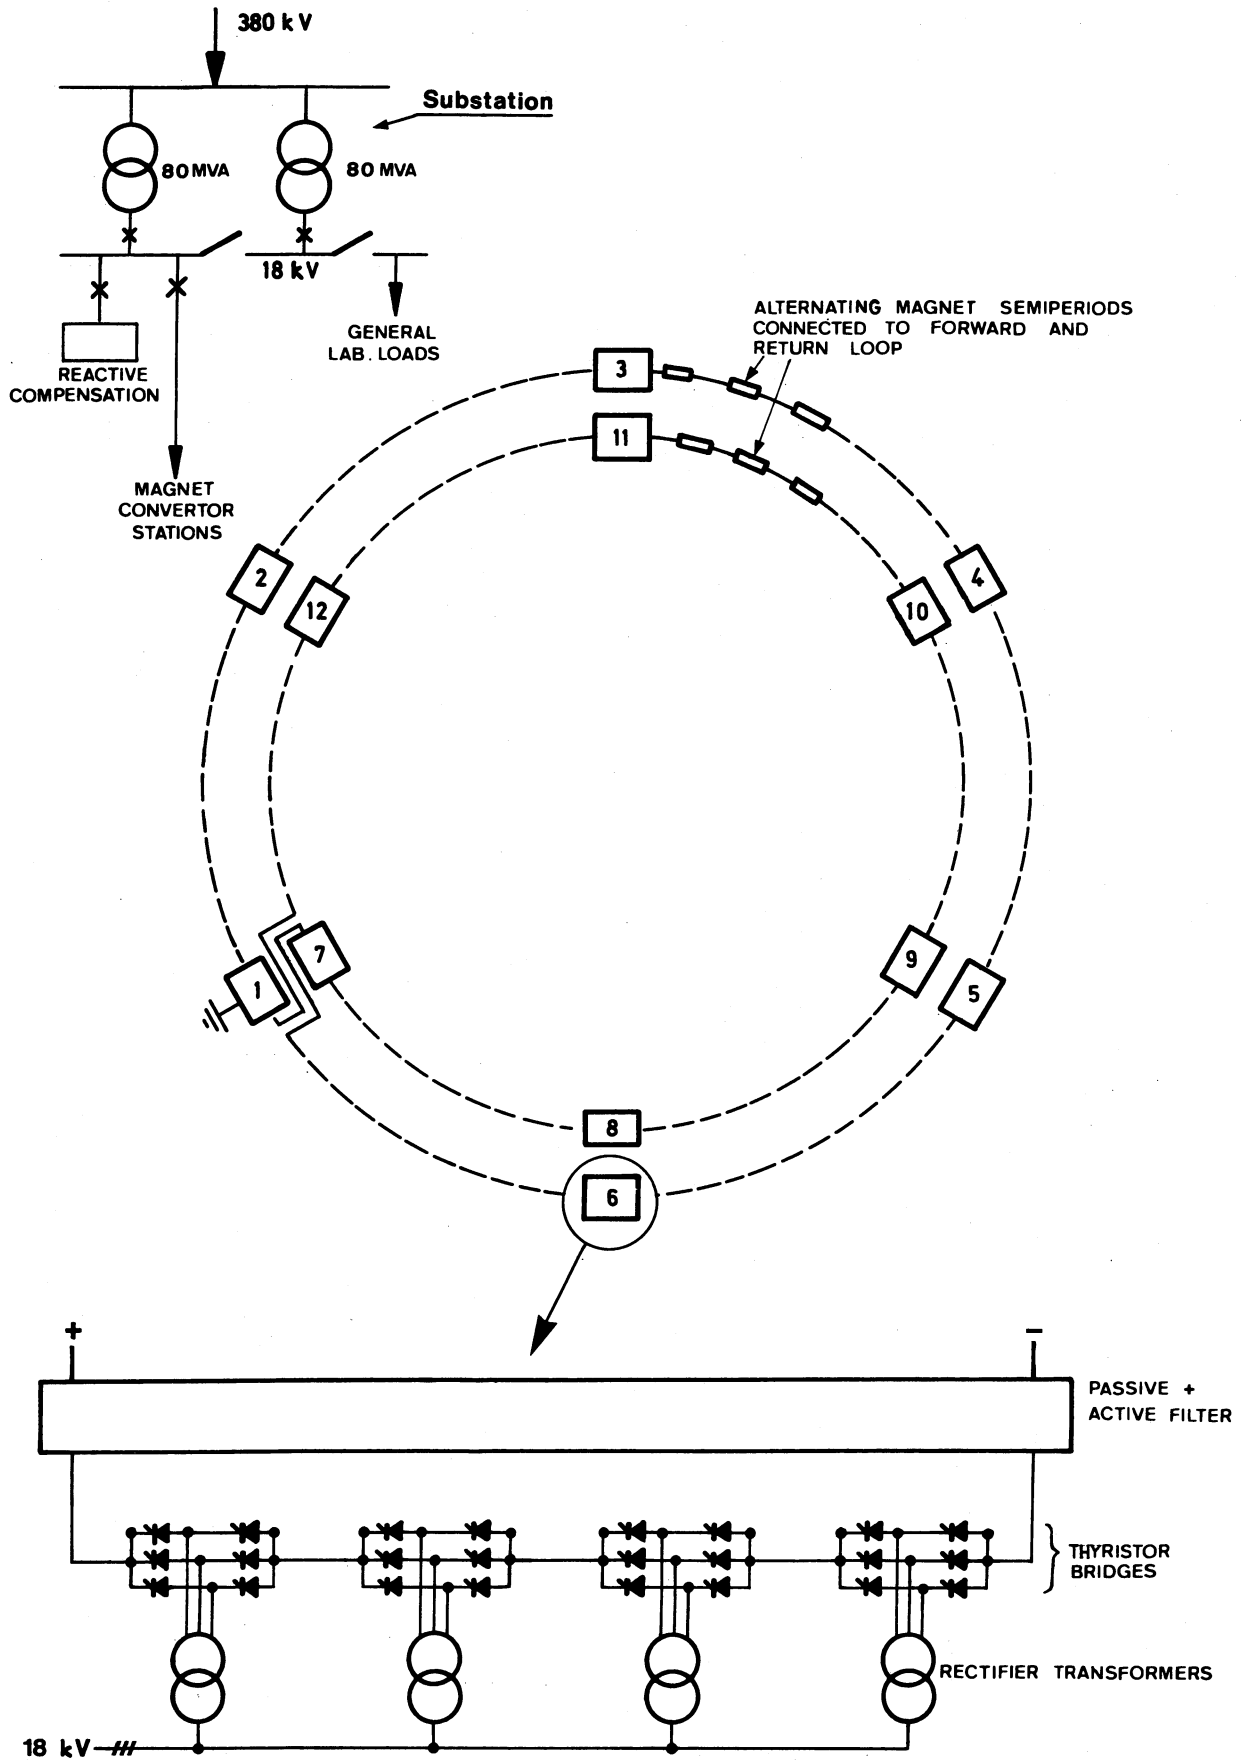 380 kV
Substation
80 MVA
80 MVA
18 kV
GENERAL
LAB. LOADS
REACTIVE
COMPENSATION
MAGNET
CONVERTOR
STATIONS
ALTERNATING MAGNET SEMIPERIODS
CONNECTED TO FORWARD AND
RETURN LOOP
3
11
2
12
4
10
7
1
9
5
8
6
+
−
PASSIVE +
ACTIVE FILTER
THYRISTOR
BRIDGES
RECTIFIER TRANSFORMERS
18 kV